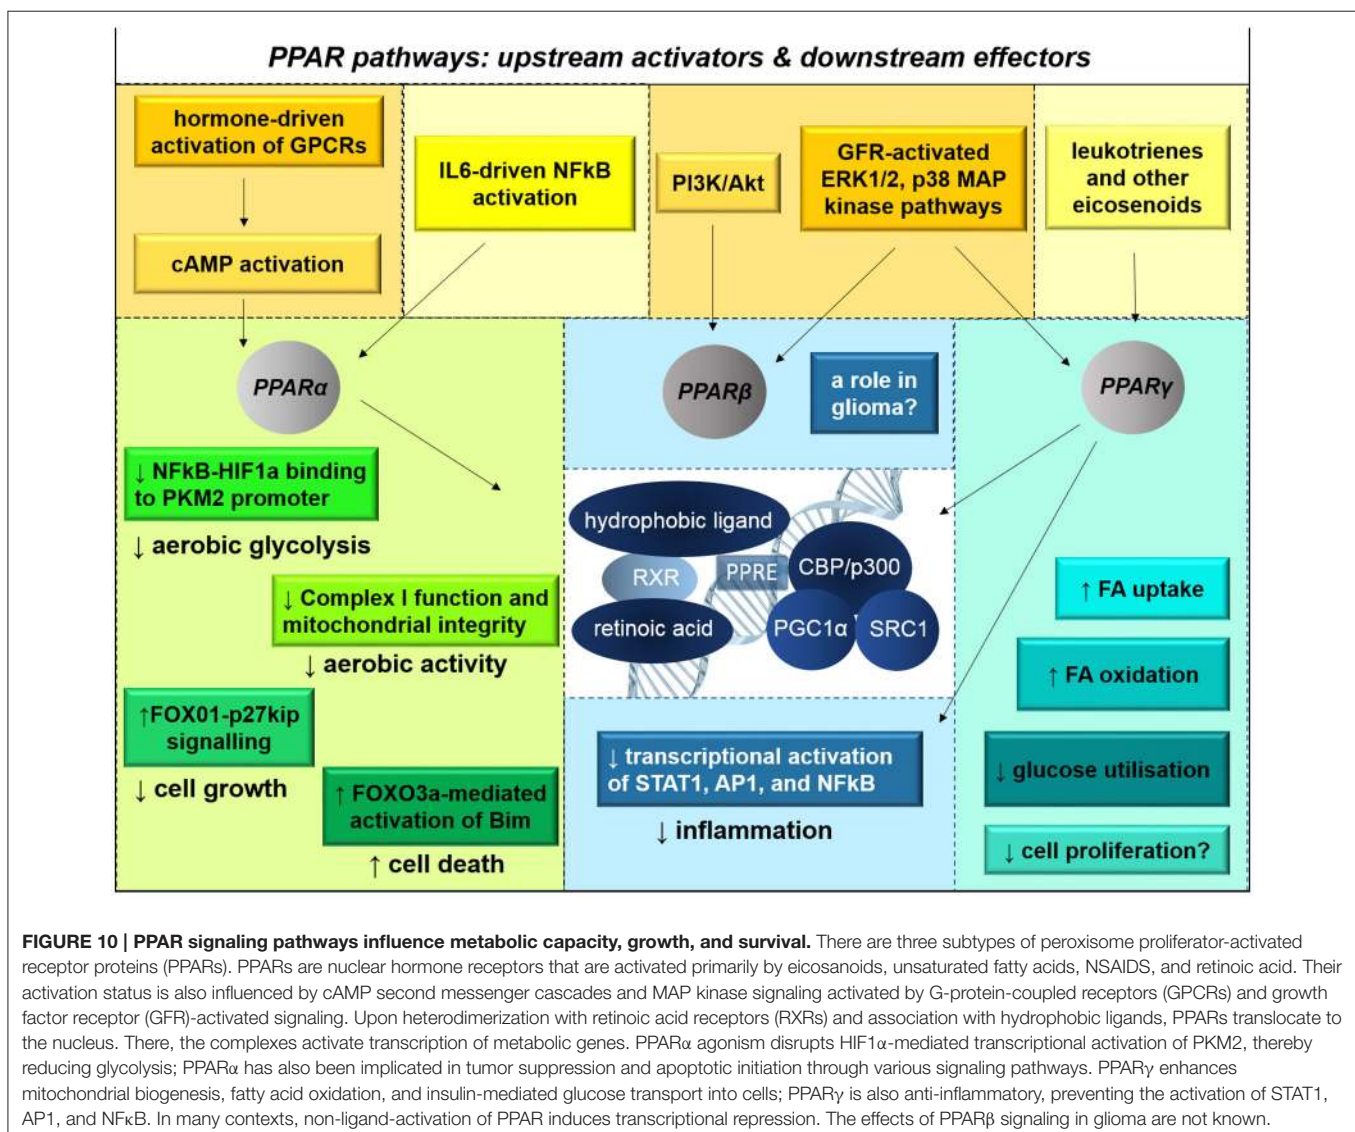 PPAR pathways: upstream activators & downstream effectors
hormone-driven
activation of GPCRs
cAMP activation
IL6-driven NFkB
activation
PI3K/Akt
GFR-activated
ERK1/2, p38 MAP
kinase pathways
leukotrienes
and other
eicosenoids
PPARα
PPARβ
a role in
glioma?
PPARγ
↓ NFkB-HIF1a binding
to PKM2 promoter
↓ aerobic glycolysis
↓ Complex I function and
mitochondrial integrity
↓ aerobic activity
↑FOX01-p27kip
signalling
↓ cell growth
↑ FOXO3a-mediated
activation of Bim
↑ cell death
hydrophobic ligand
RXR
PPRE
CBP/p300
retinoic acid
PGC1α
SRC1
↓ transcriptional activation
of STAT1, AP1, and NFkB
↓ inflammation
↑ FA uptake
↑ FA oxidation
↓ glucose utilisation
↓ cell proliferation?
FIGURE 10 | PPAR signaling pathways influence metabolic capacity, growth, and survival. There are three subtypes of peroxisome proliferator-activated
receptor proteins (PPARs). PPARs are nuclear hormone receptors that are activated primarily by eicosanoids, unsaturated fatty acids, NSAIDS, and retinoic acid. Their
activation status is also influenced by cAMP second messenger cascades and MAP kinase signaling activated by G-protein-coupled receptors (GPCRs) and growth
factor receptor (GFR)-activated signaling. Upon heterodimerization with retinoic acid receptors (RXRs) and association with hydrophobic ligands, PPARs translocate to
the nucleus. There, the complexes activate transcription of metabolic genes. PPARα agonism disrupts HIF1α-mediated transcriptional activation of PKM2, thereby
reducing glycolysis; PPARα has also been implicated in tumor suppression and apoptotic initiation through various signaling pathways. PPARγ enhances
mitochondrial biogenesis, fatty acid oxidation, and insulin-mediated glucose transport into cells; PPARγ is also anti-inflammatory, preventing the activation of STAT1,
AP1, and NFκB. In many contexts, non-ligand-activation of PPAR induces transcriptional repression. The effects of PPARβ signaling in glioma are not known.